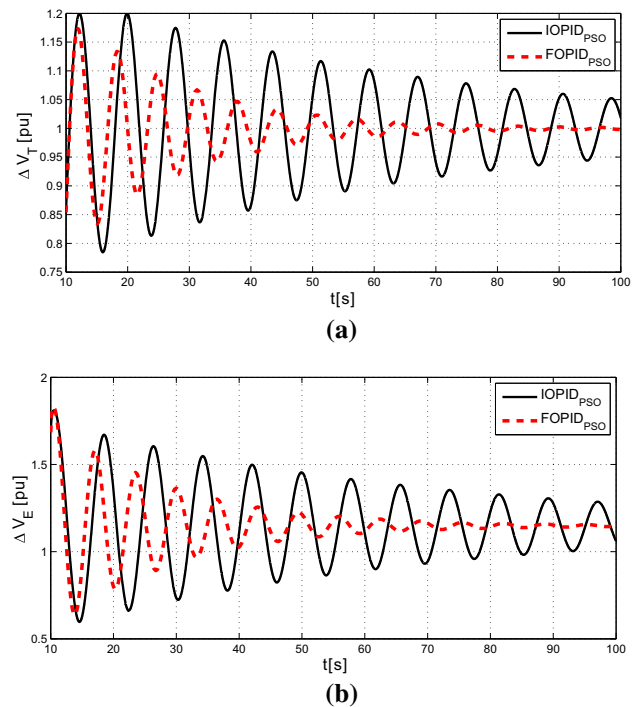 1.2
1.15
1.1
1.05
1
0.95
0.9
0.85
0.8
0.75
Δ V_T [pu]
IOPID_PSO
FOPID_PSO
10 20 30 40 50 60 70 80 90 100
t[s]
(a)
2
1.5
1
0.5
Δ V_E [pu]
IOPID_PSO
FOPID_PSO
10 20 30 40 50 60 70 80 90 100
t[s]
(b)